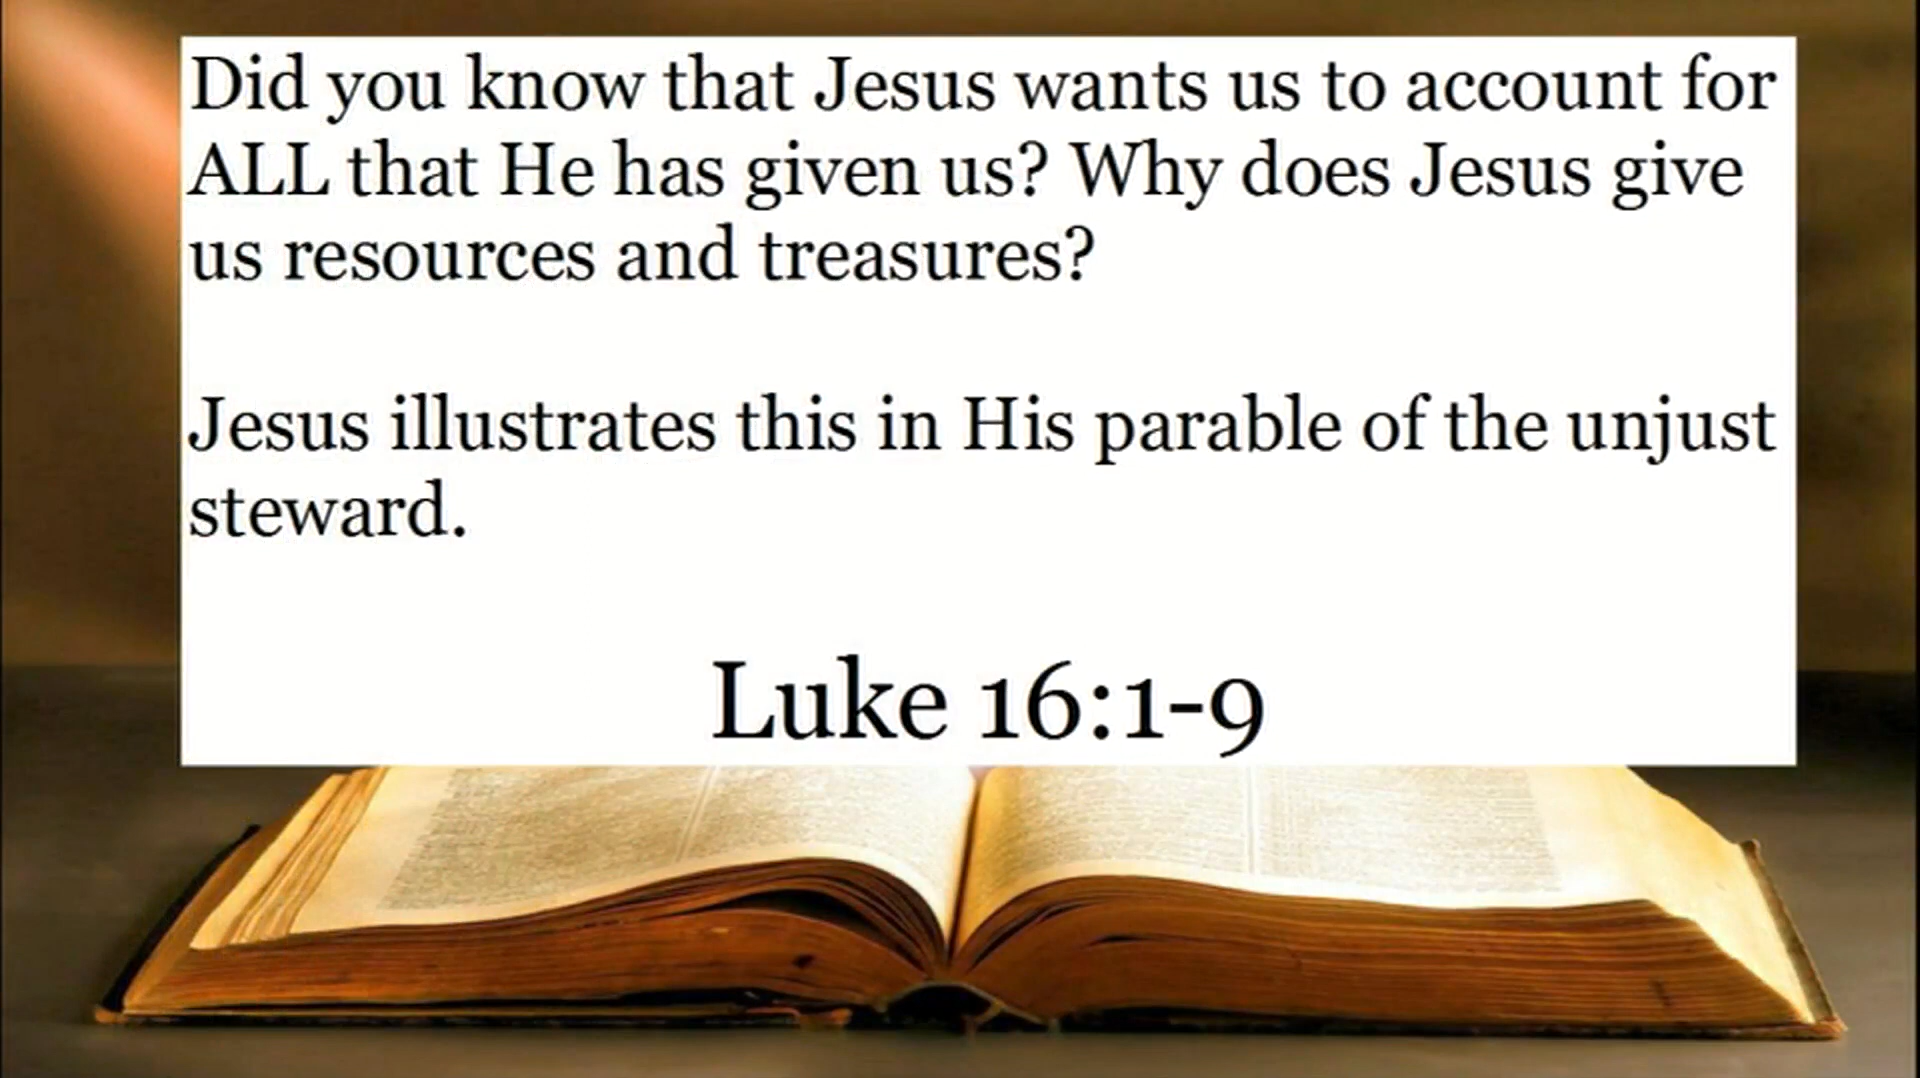 Did you know that Jesus wants us to account for
ALL that He has given us? Why does Jesus give
us resources and treasures?
Jesus illustrates this in His parable of the unjust
steward.
Luke 16:1-9